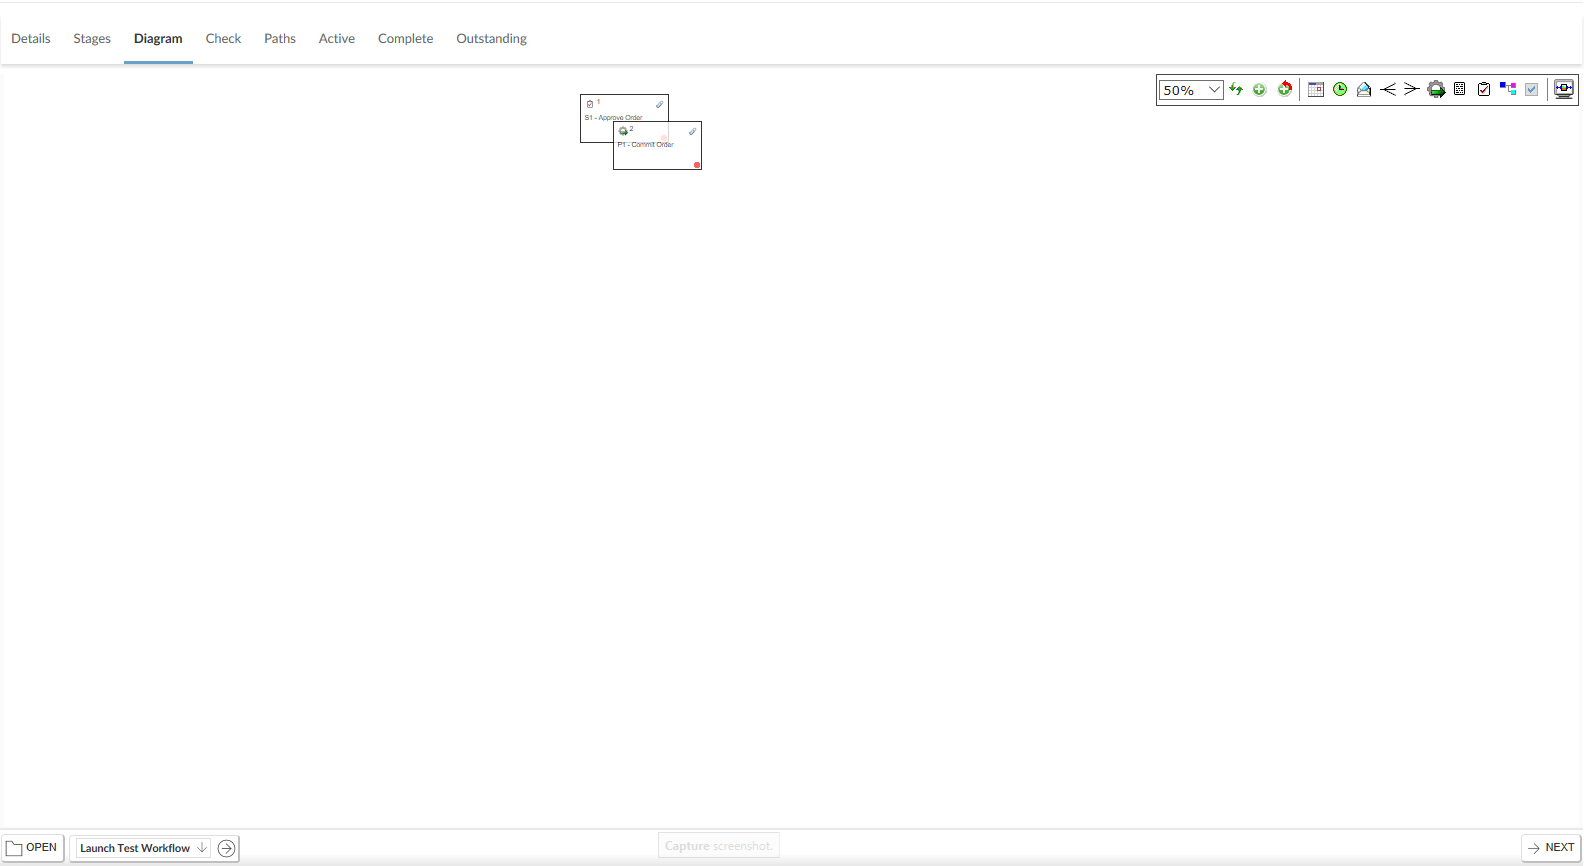 Details Stages Diagram Check Paths Active Complete Outstanding
50%
1
S1 - Approve Order
2
P1 - Commit Order
OPEN
Launch Test Workflow
Capture screenshot.
NEXT